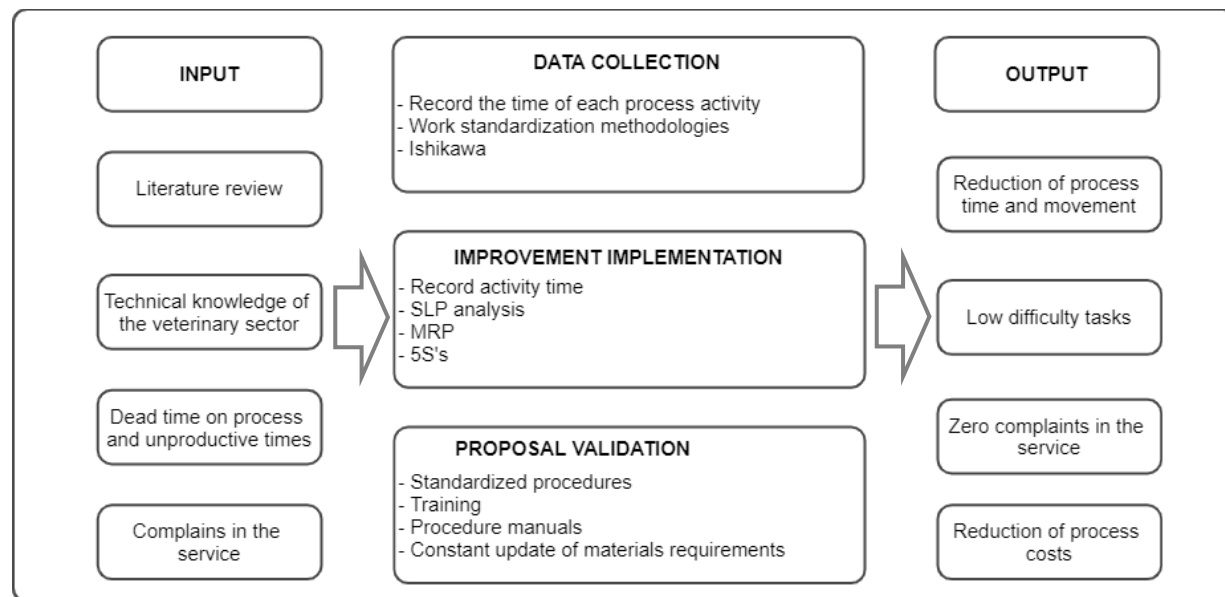 INPUT
Literature review
Technical knowledge of
the veterinary sector
Dead time on process
and unproductive times
Complains in the
service
DATA COLLECTION
- Record the time of each process activity
- Work standardization methodologies
- Ishikawa
IMPROVEMENT IMPLEMENTATION
- Record activity time
- SLP analysis
- MRP
- 5S's
PROPOSAL VALIDATION
- Standardized procedures
- Training
- Procedure manuals
- Constant update of materials requirements
OUTPUT
Reduction of process
time and movement
Low difficulty tasks
Zero complaints in the
service
Reduction of process
costs